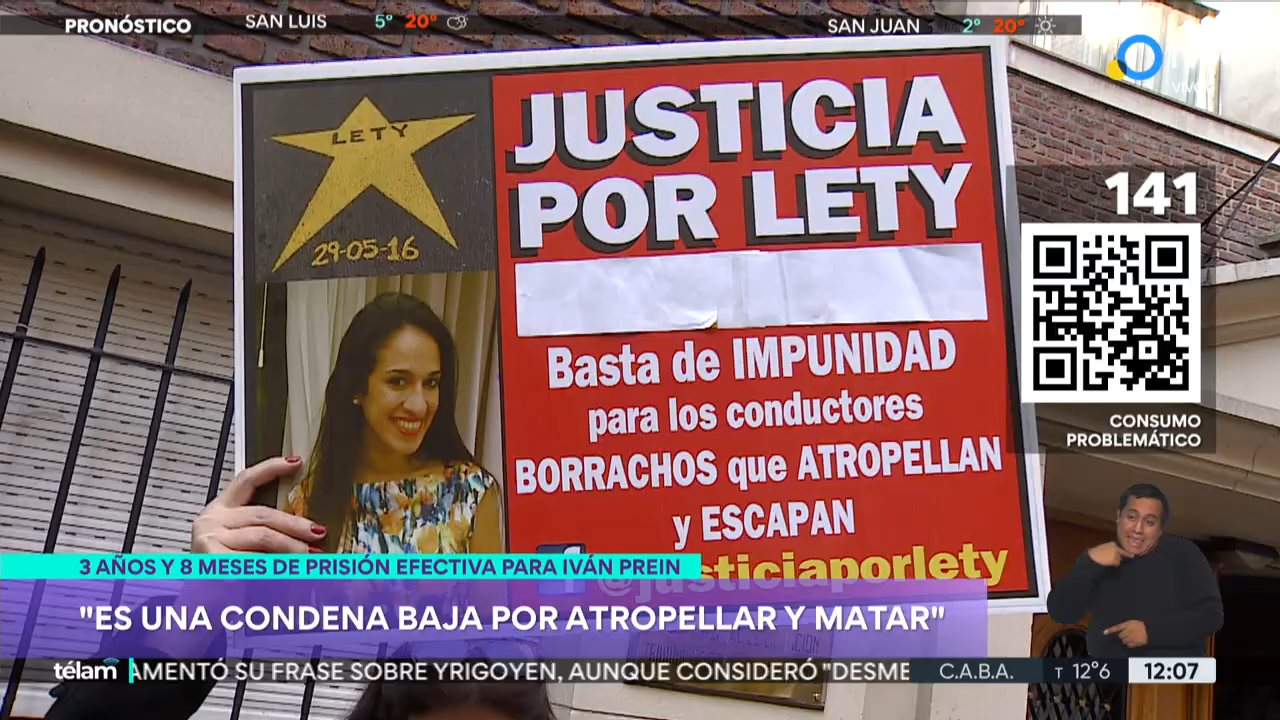 PRONÓSTICO
SAN LUIS 5° 20°
SAN JUAN 2° 20°
VIVO
LETY
29-05-16
JUSTICIA
POR LETY
Basta de IMPUNIDAD
para los conductores
BORRACHOS que ATROPELLAN
y ESCAPAN
f @justiciaporlety
141
CONSUMO
PROBLEMÁTICO
3 AÑOS Y 8 MESES DE PRISIÓN EFECTIVA PARA IVÁN PREIN
"ES UNA CONDENA BAJA POR ATROPELLAR Y MATAR"
télam AMENTÓ SU FRASE SOBRE YRIGOYEN, AUNQUE CONSIDERÓ "DESME
C.A.B.A. T 12°6 12:07